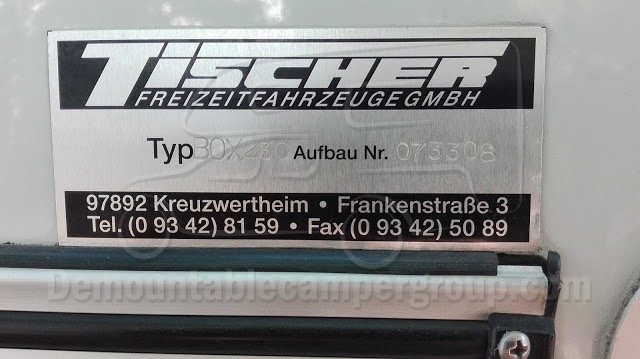 TISCHER
FREIZEITFAHRZEUGE GMBH
Typ BOX230 Aufbau Nr. 073308
97892 Kreuzwertheim • Frankenstraße 3
Tel. (0 93 42) 81 59 • Fax (0 93 42) 50 89
Demountablecampergroup.com